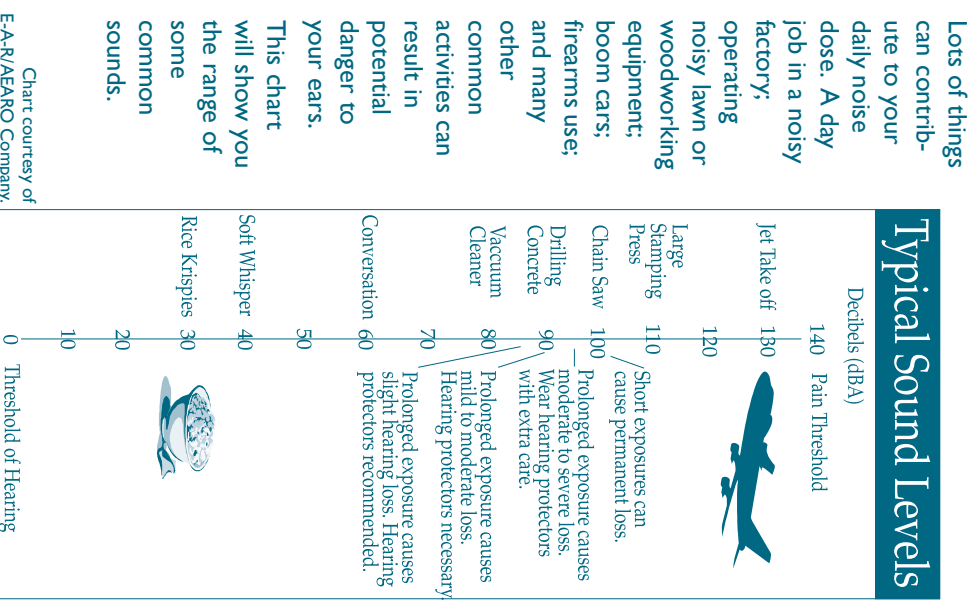 Lots of things
can contrib-
ute to your
daily noise
dose. A day
job in a noisy
factory;
operating
noisy lawn or
woodworking
equipment;
boom cars;
firearms use;
and many
other
common
activities can
result in
potential
danger to
your ears.
This chart
will show you
the range of
some
common
sounds.
Chart courtesy of
E-A-R/AEARO Company.
Typical Sound Levels
Decibels (dBA)
140 Pain Threshold
Jet Take off 130
120
Large
Stamping
Press
110
Chain Saw 100
Drilling
Concrete
90
Vaccuum
Cleaner
80
70
Conversation 60
50
Soft Whisper 40
Rice Krispies 30
20
10
0 Threshold of Hearing
Short exposures can
cause permanent loss.
Prolonged exposure causes
moderate to severe loss.
Wear hearing protectors
with extra care.
Prolonged exposure causes
mild to moderate loss.
Hearing protectors necessary.
Prolonged exposure causes
slight hearing loss. Hearing
protectors recommended.